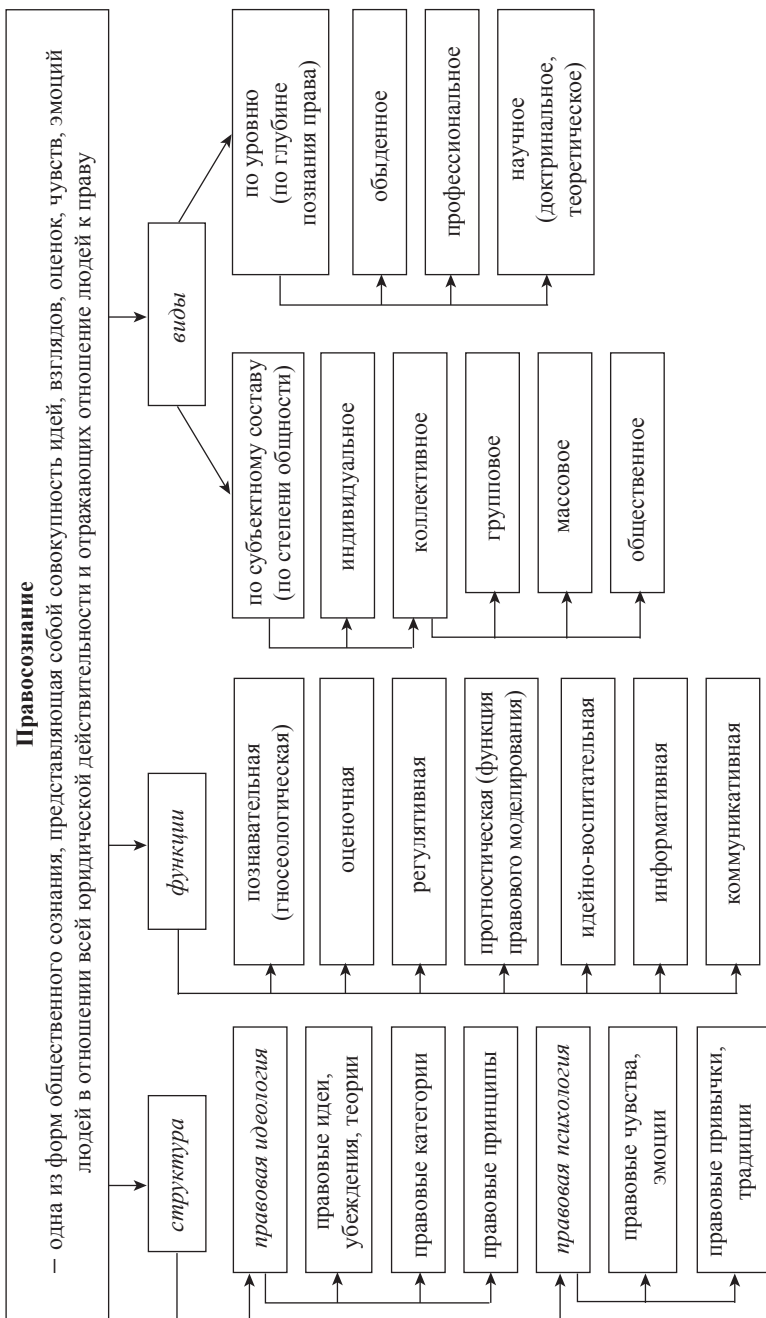 Правосознание
– одна из форм общественного сознания, представляющая собой совокупность идей, взглядов, оценок, чувств, эмоций
людей в отношении всей юридической действительности и отражающих отношение людей к праву
структура
правовая идеология
правовые идеи,
убеждения, теории
правовые категории
правовые принципы
правовая психология
правовые чувства,
эмоции
правовые привычки,
традиции
функции
познавательная
(гносеологическая)
оценочная
регулятивная
прогностическая (функция
правового моделирования)
идейно-воспитательная
информативная
коммуникативная
виды
по субъектному составу
(по степени общности)
индивидуальное
коллективное
групповое
массовое
общественное
по уровню
(по глубине
познания права)
обыденное
профессиональное
научное
(доктринальное,
теоретическое)